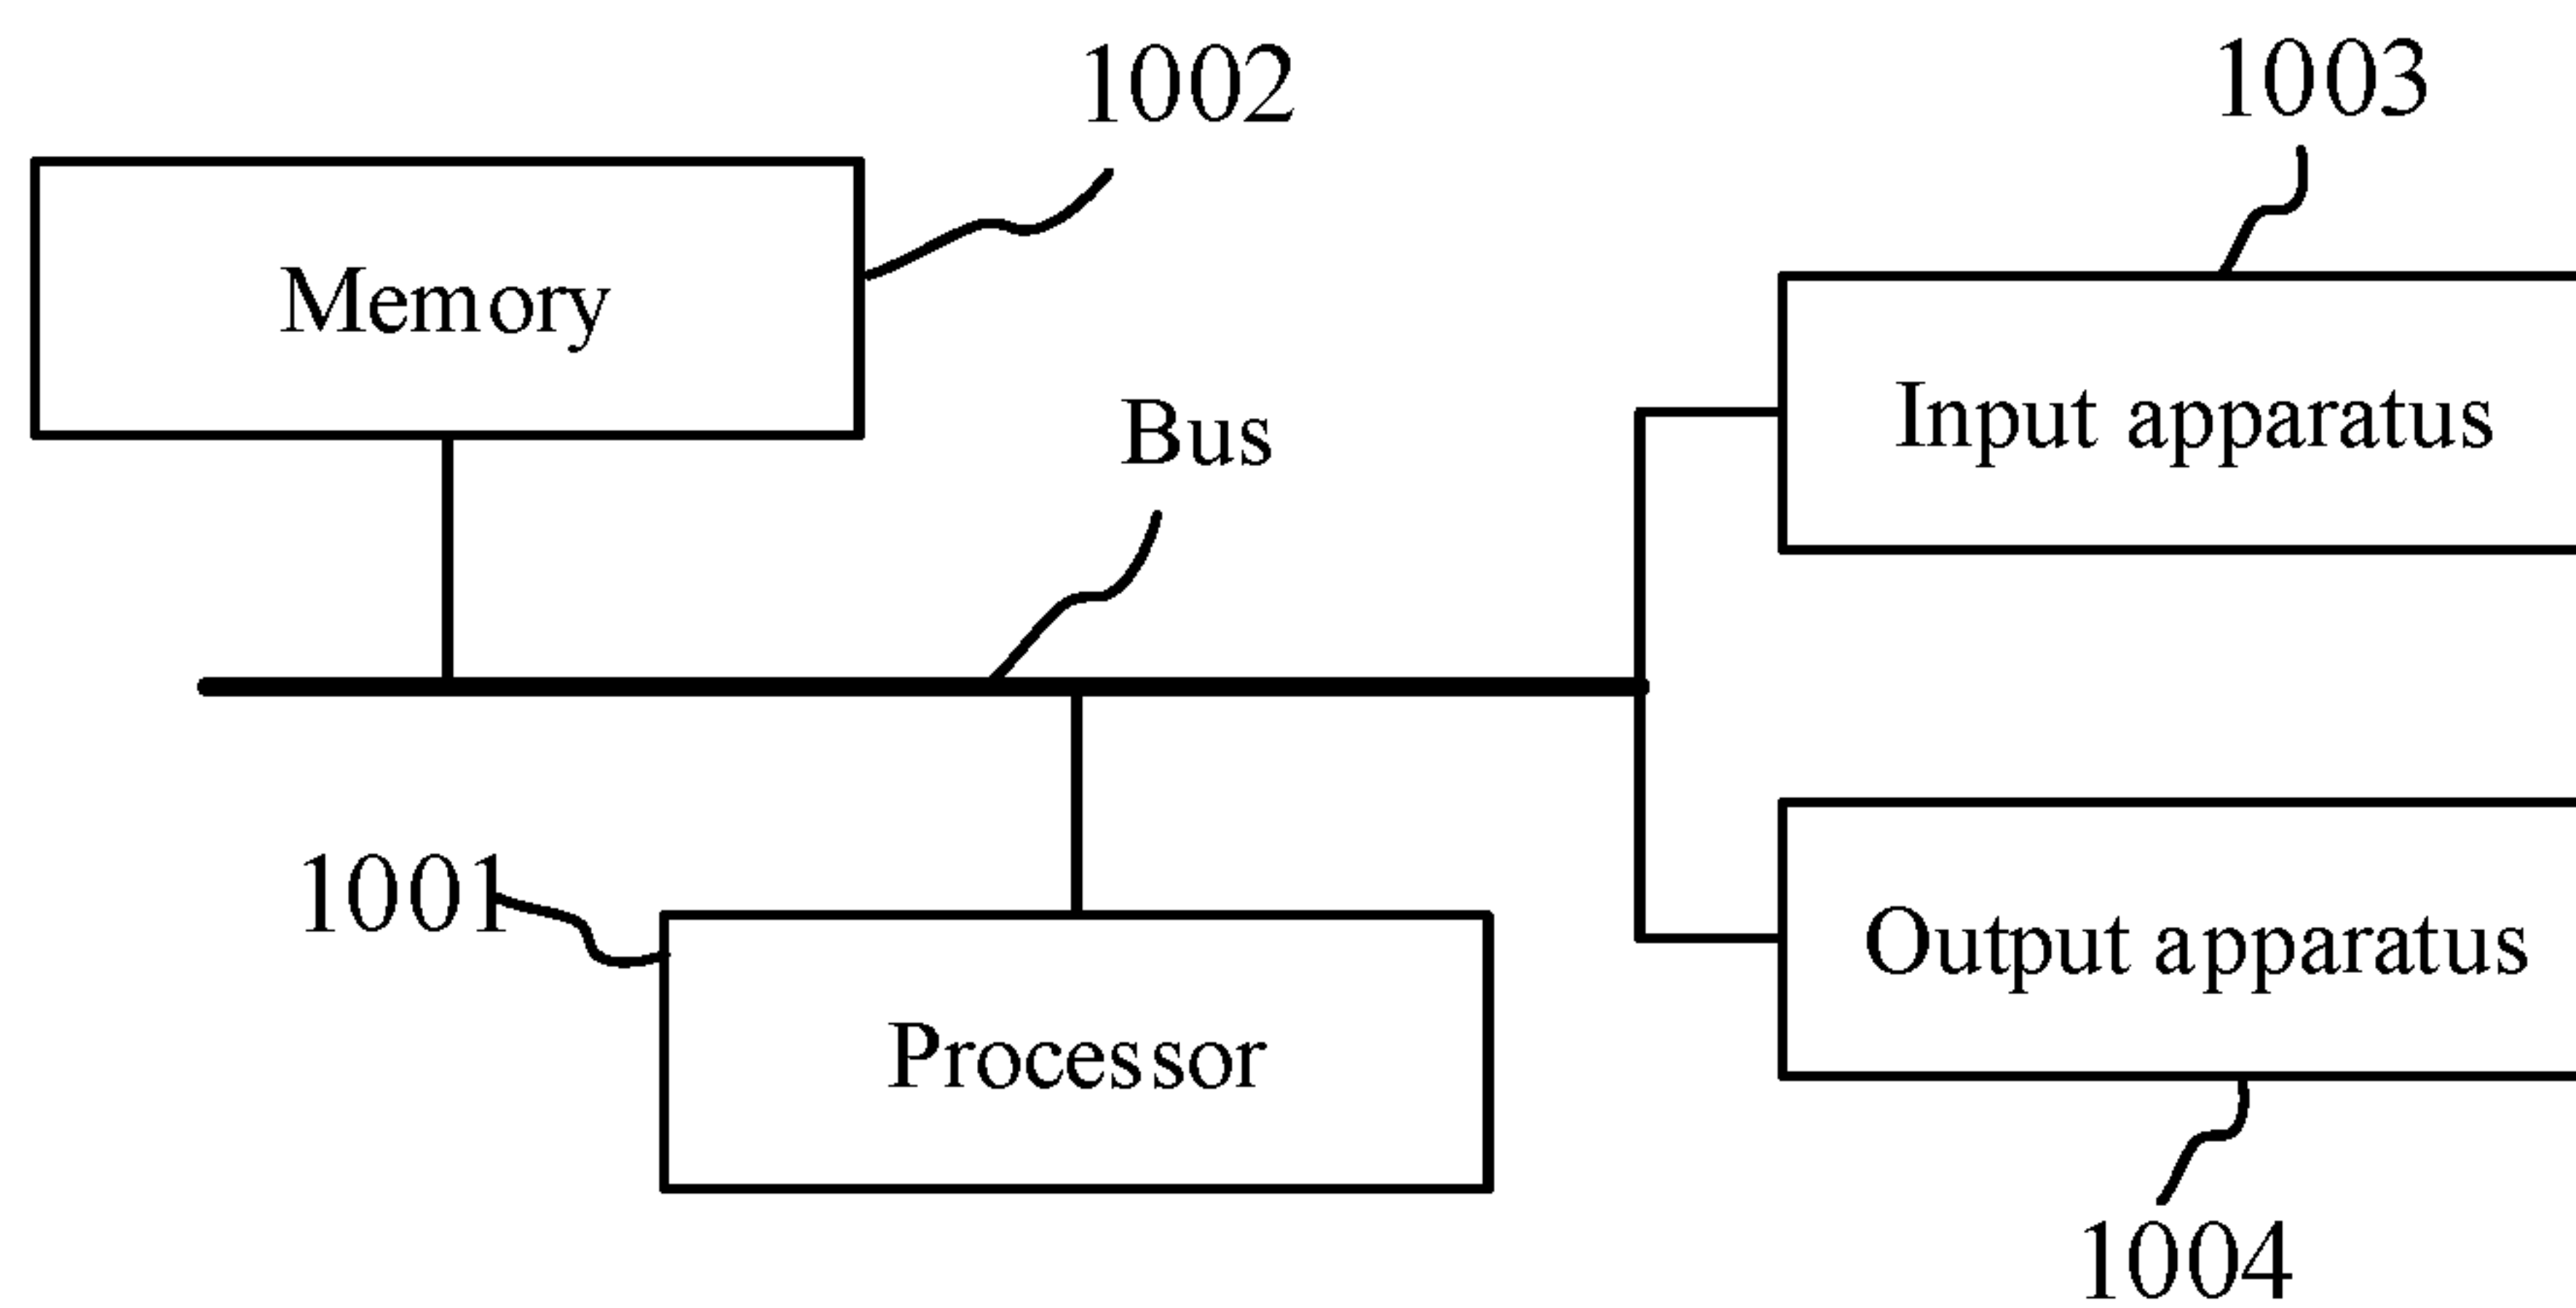 1002
1003
Memory
Bus
Input apparatus
1001
Output apparatus
Processor
1004